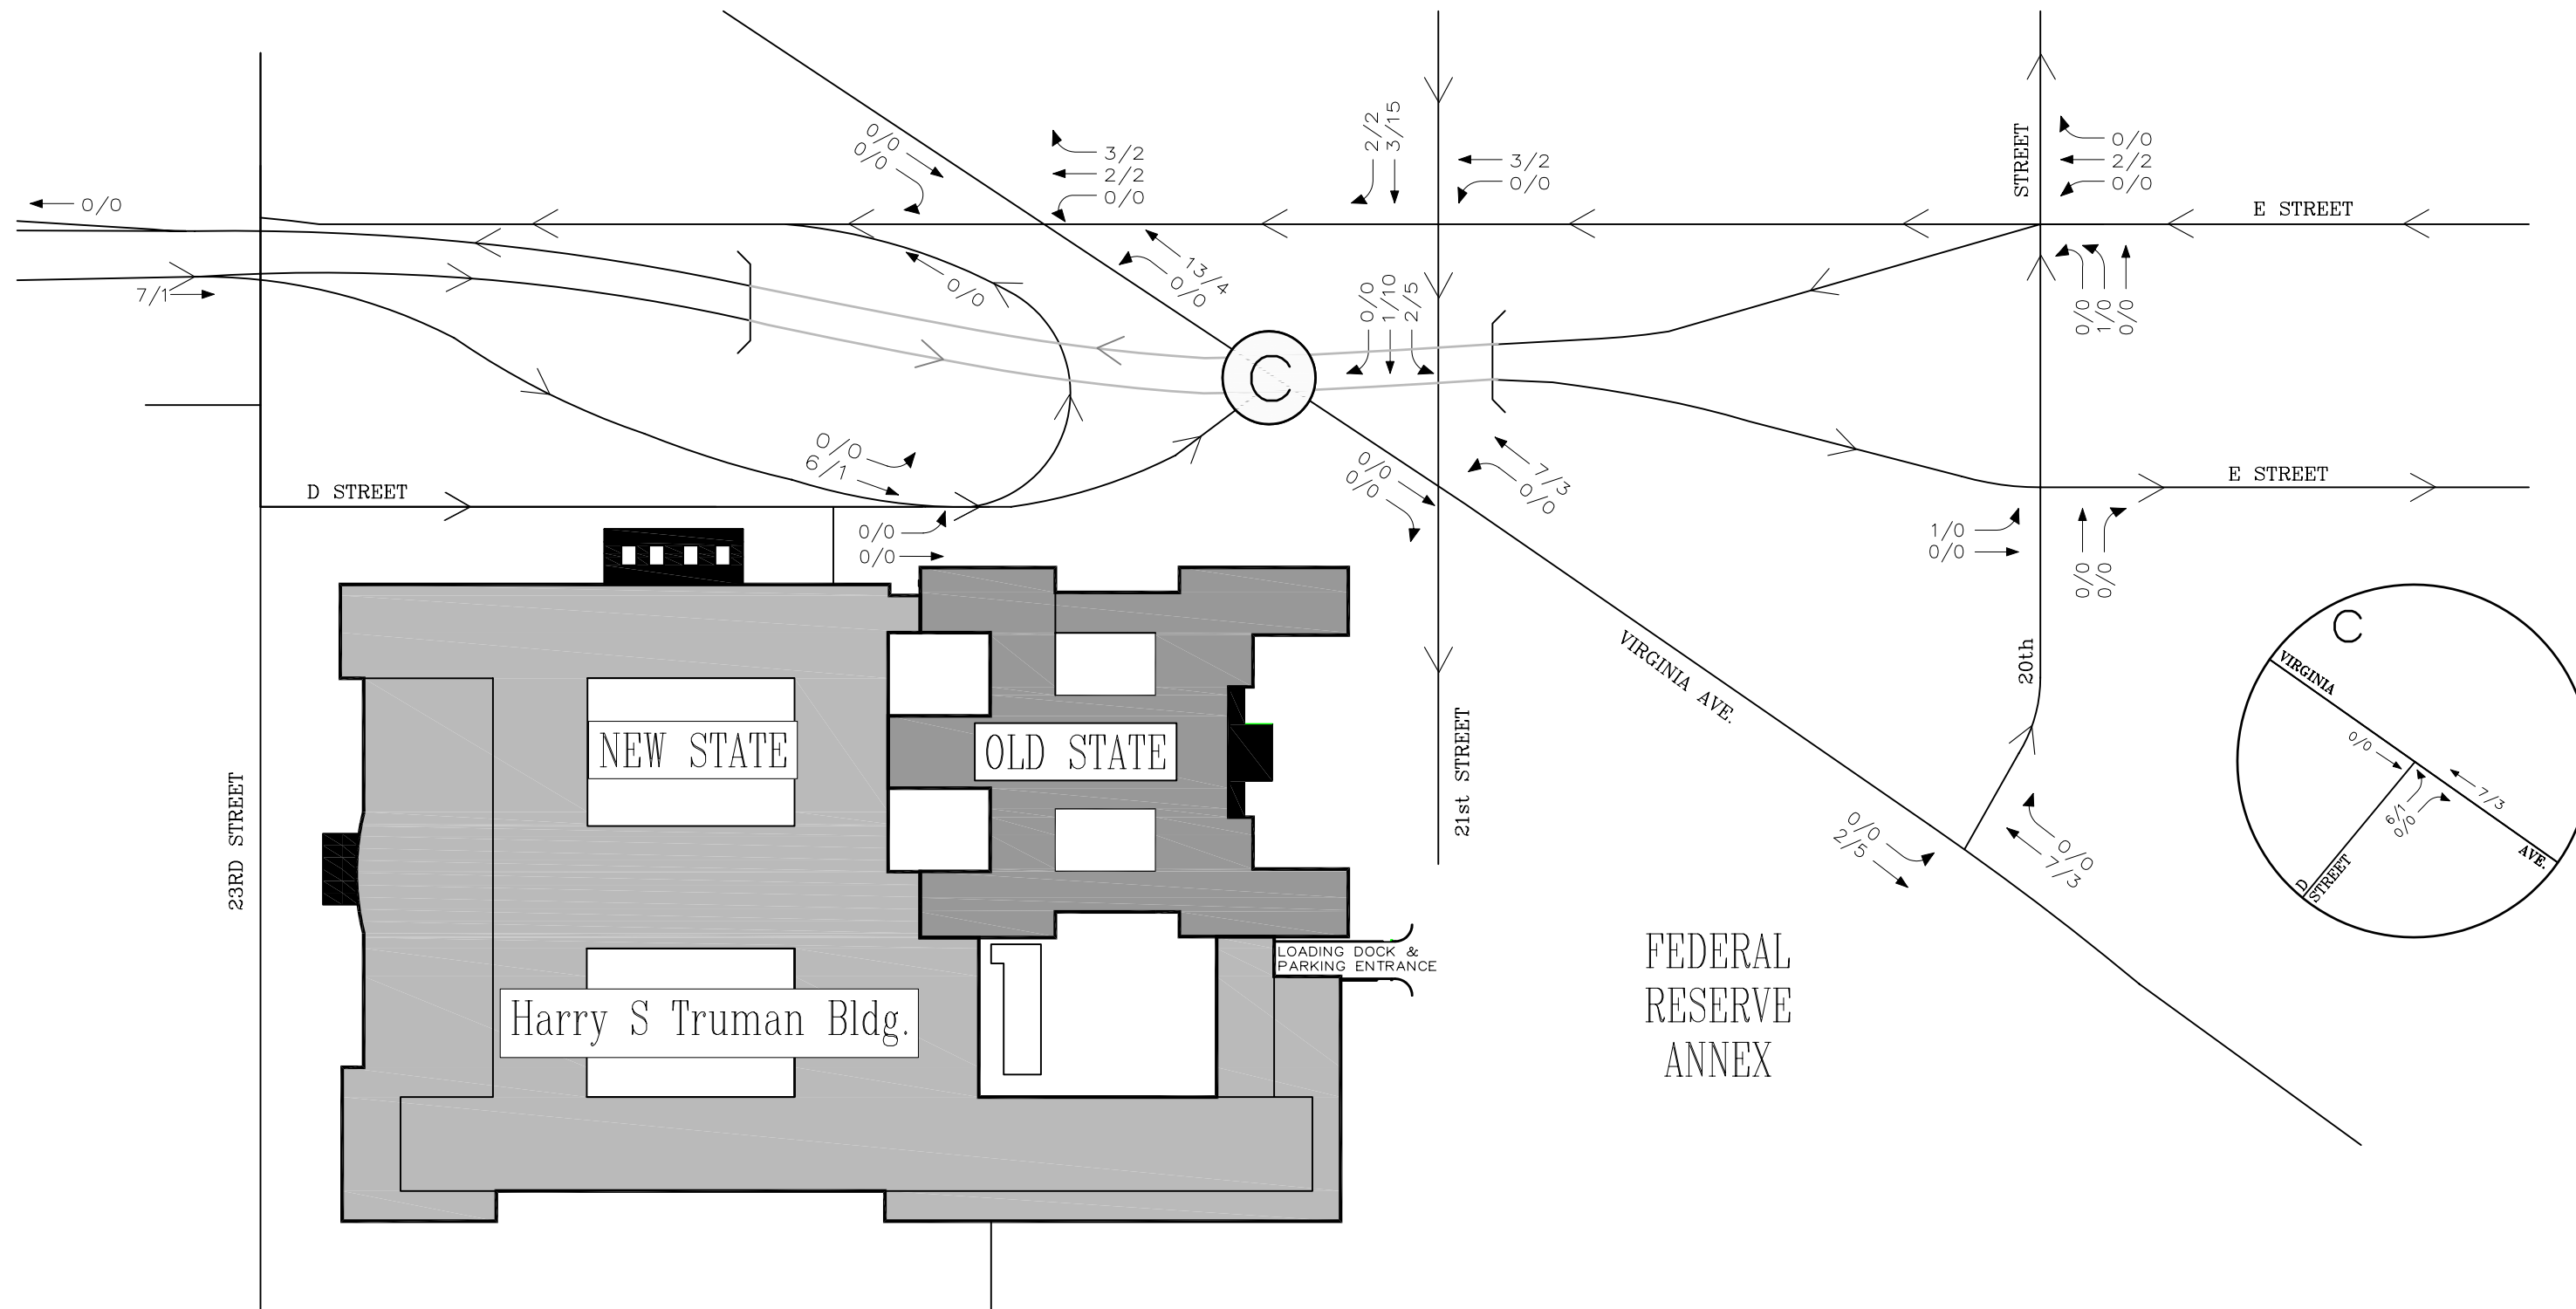 0/0
0/0
3/2
2/2
0/0
2/2
3/15
3/2
0/0
STREET
0/0
2/2
0/0
0/0
E STREET
7/1
0/0
13/4
0/0
0/0
1/10
2/5
0/0
1/0
0/0
C
0/0
6/1
D STREET
0/0
0/0
0/0
0/0
7/3
0/0
E STREET
1/0
0/0
0/0
0/0
20th
VIRGINIA AVE.
NEW STATE
OLD STATE
23RD STREET
21st STREET
0/0
2/5
0/0
7/3
C
VIRGINIA
0/0
7/3
6/1
0/0
AVE.
D
STREET
LOADING DOCK &
PARKING ENTRANCE
FEDERAL
RESERVE
ANNEX
Harry S Truman Bldg.